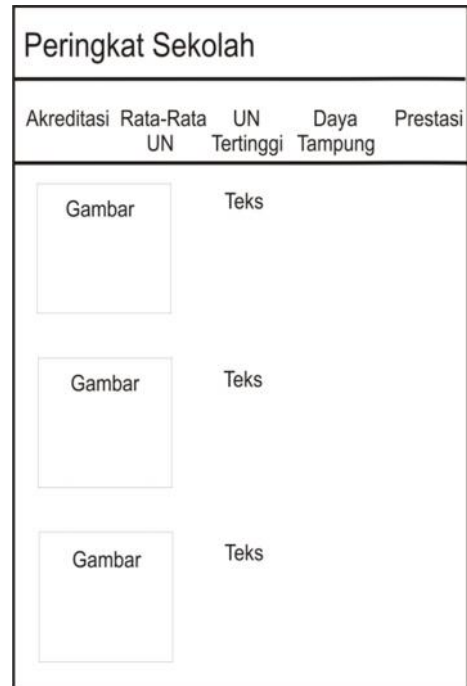 Peringkat Sekolah
Akreditasi Rata-Rata UN Daya Prestasi
UN Tertinggi Tampung
Gambar Teks
Gambar Teks
Gambar Teks